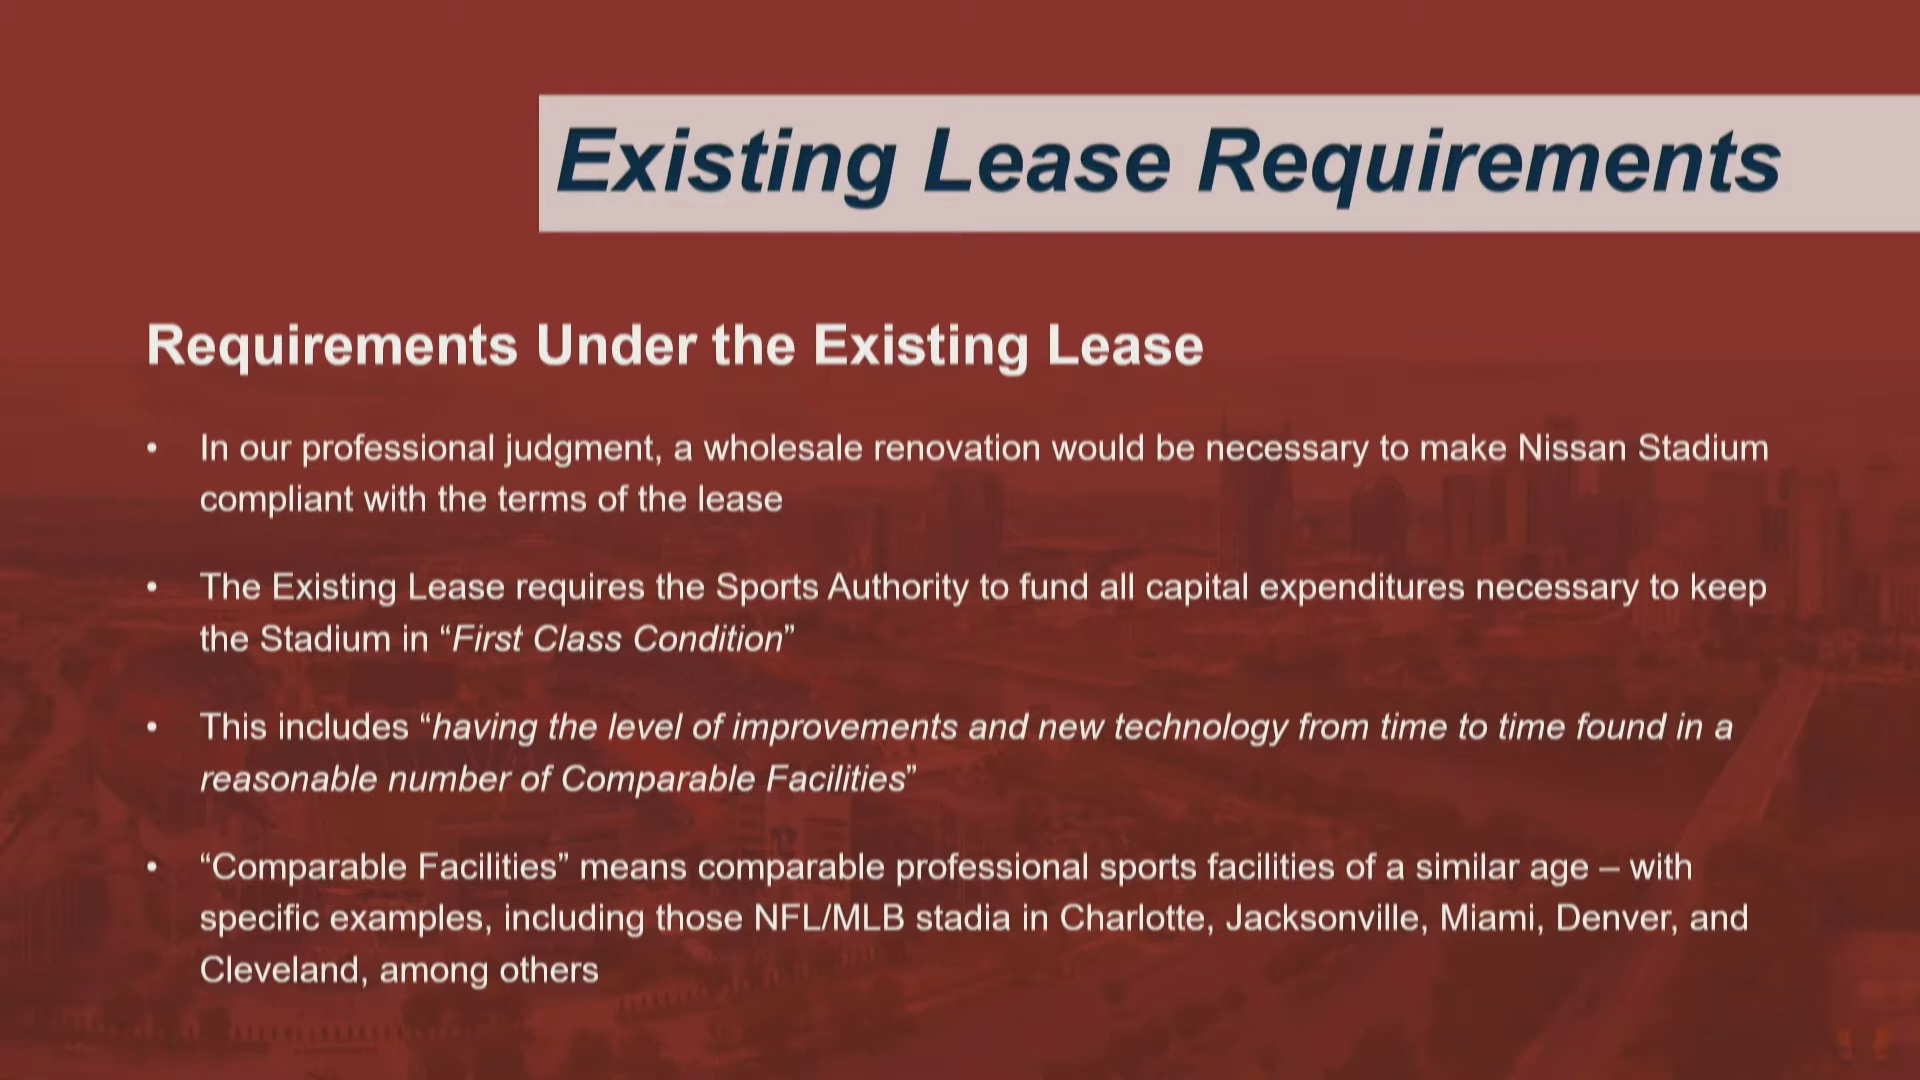 Existing Lease Requirements
Requirements Under the Existing Lease
• In our professional judgment, a wholesale renovation would be necessary to make Nissan Stadium
compliant with the terms of the lease
• The Existing Lease requires the Sports Authority to fund all capital expenditures necessary to keep
the Stadium in “First Class Condition”
• This includes “having the level of improvements and new technology from time to time found in a
reasonable number of Comparable Facilities”
• “Comparable Facilities” means comparable professional sports facilities of a similar age – with
specific examples, including those NFL/MLB stadia in Charlotte, Jacksonville, Miami, Denver, and
Cleveland, among others